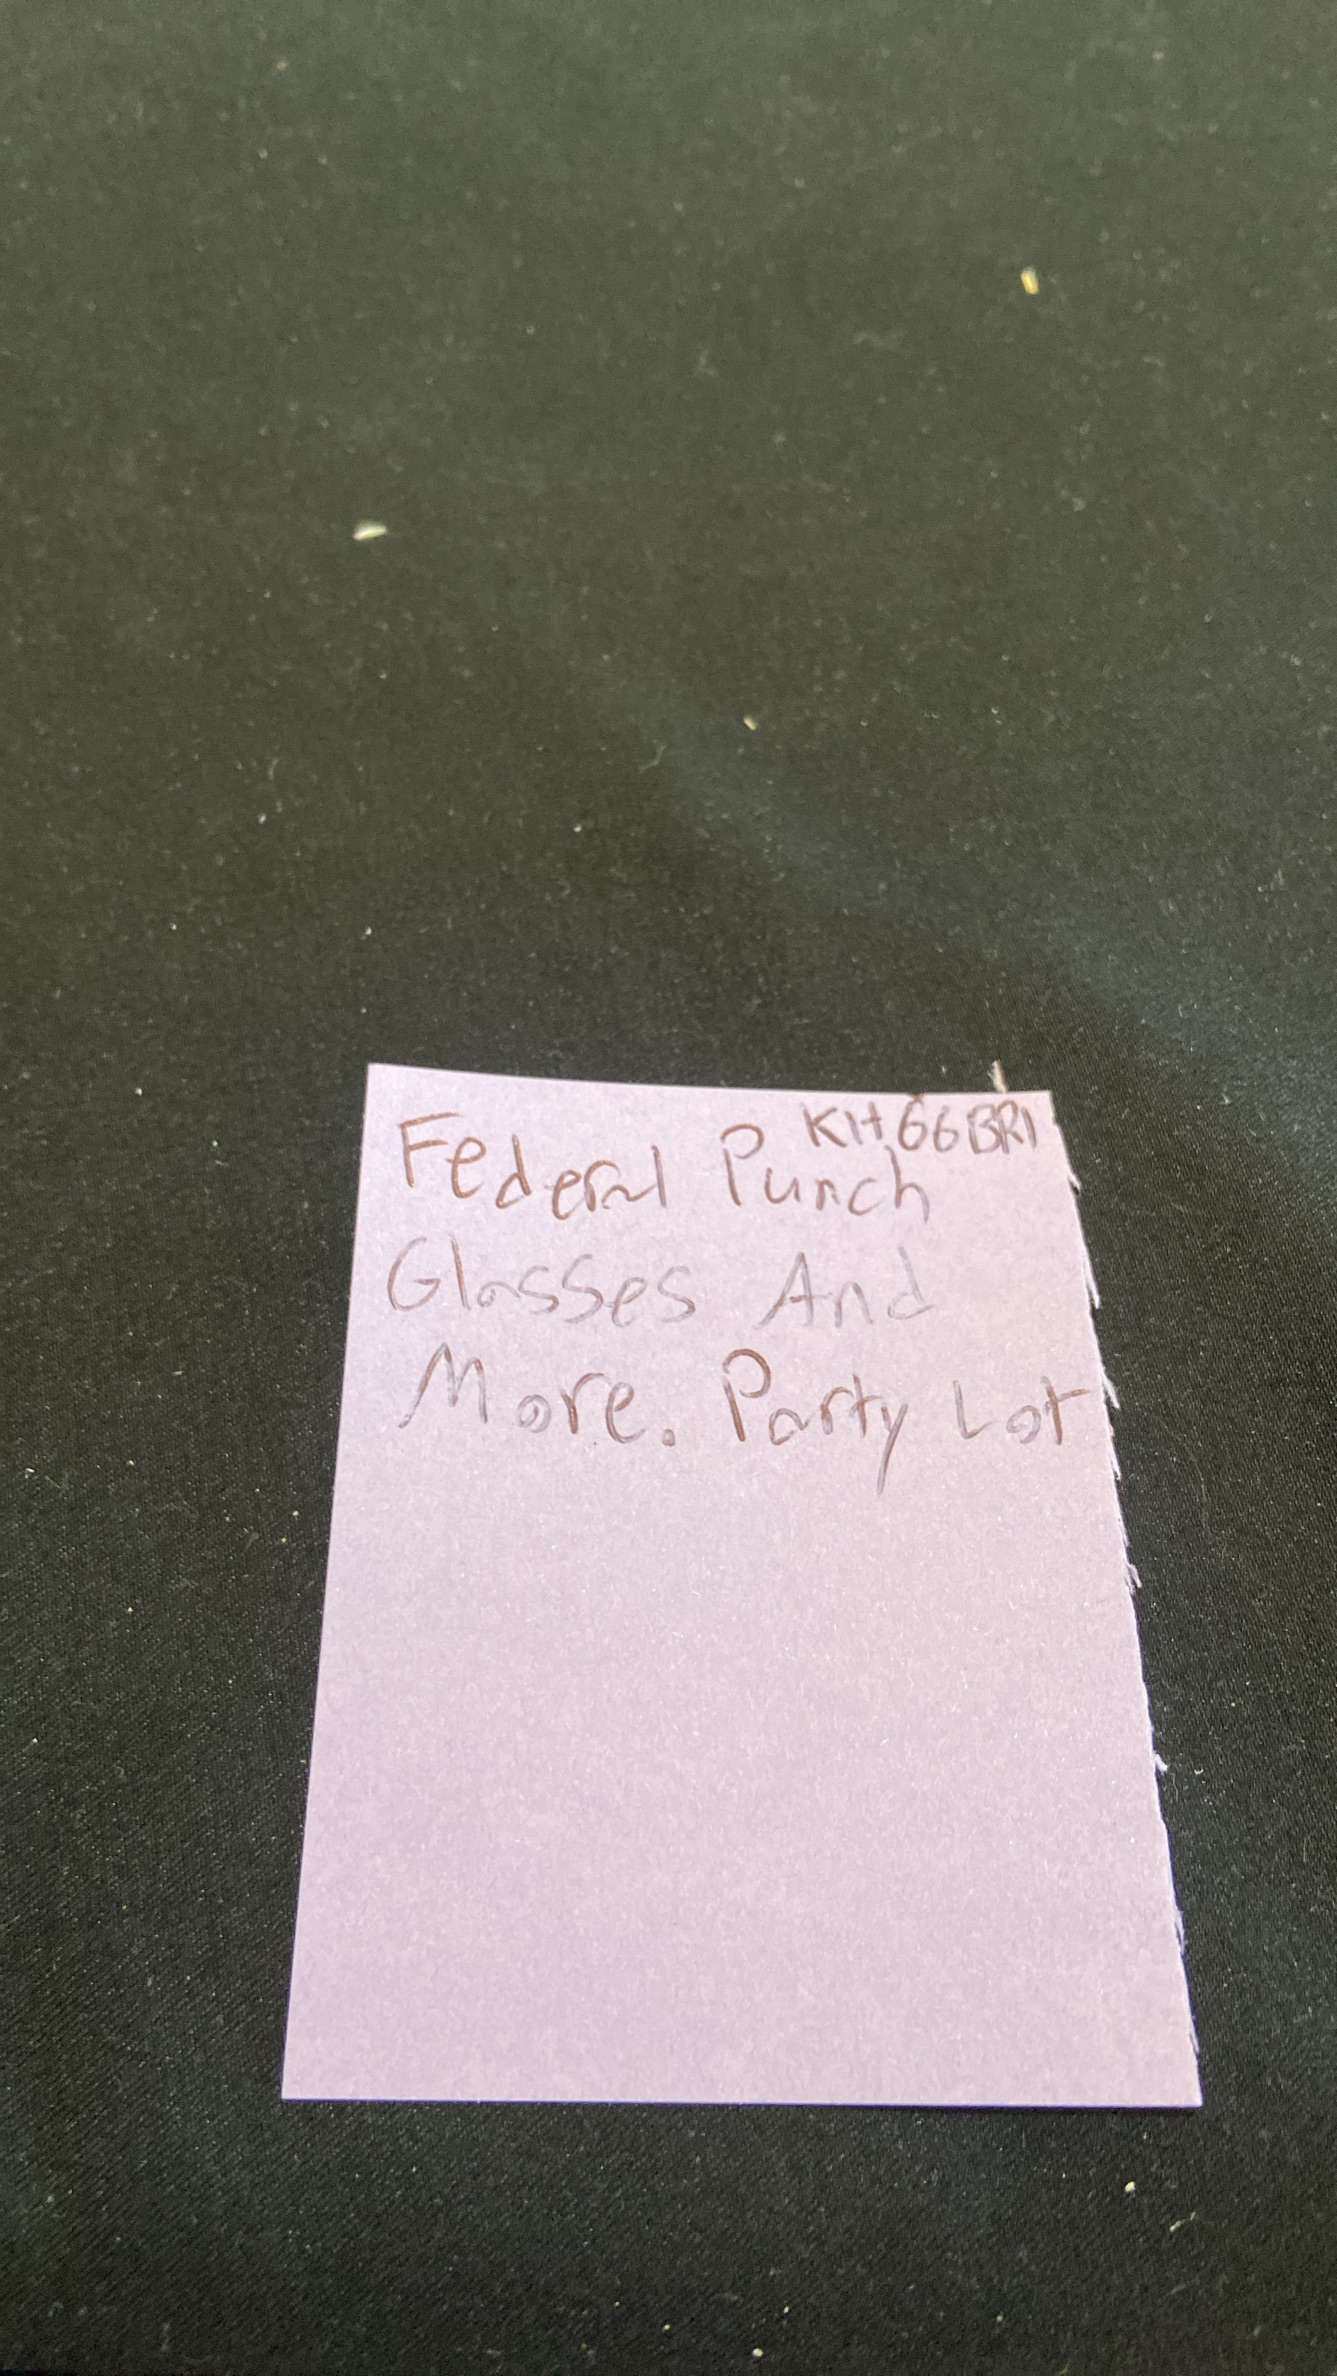 KH66BR1
Federal Punch
Glasses And
More. Party Lot